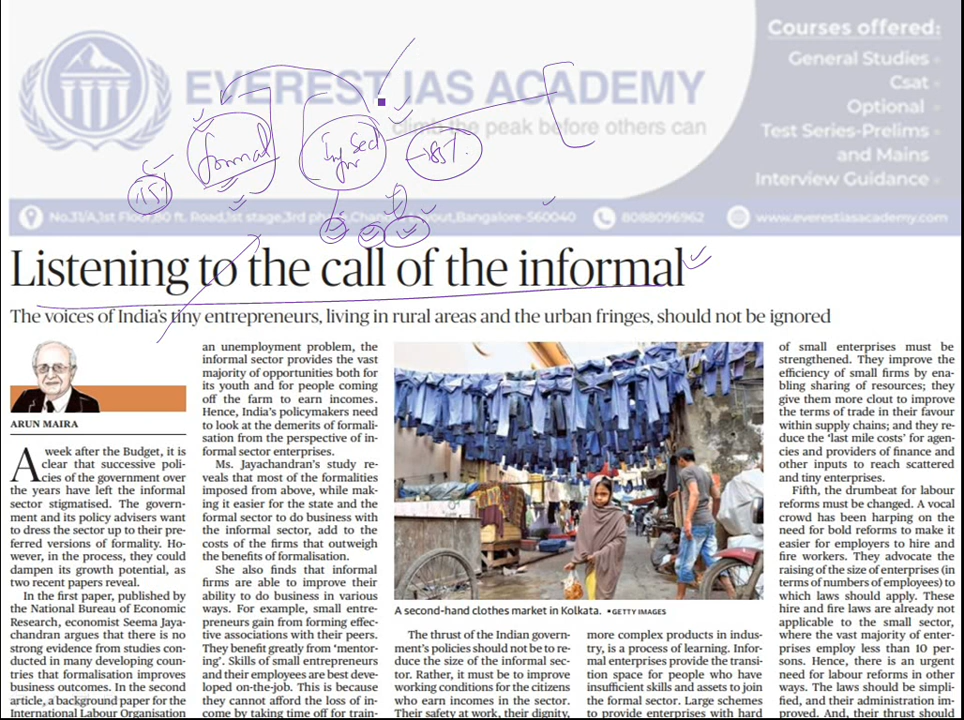 Courses offered:
General Studies
Csat
Optional
Test Series-Prelims
and Mains
Interview Guidance
EVEREST IAS ACADEMY
climb the peak before others can
15%
formal
85%
8088096962
www.everestiasacademy.com
Listening to the call of the informal
The voices of India's tiny entrepreneurs, living in rural areas and the urban fringes, should not be ignored
ARUN MAIRA
A week after the Budget, it is
clear that successive poli-
cies of the government over
the years have left the informal
sector stigmatised. The govern-
ment and its policy advisers want
to dress the sector up to their pre-
ferred versions of formality. Ho-
wever, in the process, they could
dampen its growth potential, as
two recent papers reveal.
In the first paper, published by
the National Bureau of Economic
Research, economist Seema Jaya-
chandran argues that there is no
strong evidence from studies con-
ducted in many developing coun-
tries that formalisation improves
business outcomes. In the second
article, a background paper for the
International Labour Organisation
an unemployment problem, the
informal sector provides the vast
majority of opportunities both for
its youth and for people coming
off the farm to earn incomes.
Hence, India's policymakers need
to look at the demerits of formali-
sation from the perspective of in-
formal sector enterprises.
Ms. Jayachandran's study re-
veals that most of the formalities
imposed from above, while mak-
ing it easier for the state and the
formal sector to do business with
the informal sector, add to the
costs of the firms that outweigh
the benefits of formalisation.
She also finds that informal
firms are able to improve their
ability to do business in various
ways. For example, small entre-
preneurs gain from forming effec-
tive associations with their peers.
They benefit greatly from 'mentor-
ing'. Skills of small entrepreneurs
and their employees are best deve-
loped on-the-job. This is because
they cannot afford the loss of in-
come by taking time off for train-
A second-hand clothes market in Kolkata. • GETTY IMAGES
The thrust of the Indian govern-
ment's policies should not be to re-
duce the size of the informal sec-
tor. Rather, it must be to improve
working conditions for the citizens
who earn incomes in the sector.
Their safety at work, their dignity,
more complex products in indus-
try, is a process of learning. Infor-
mal enterprises provide the transi-
tion space for people who have
insufficient skills and assets to join
the formal sector. Large schemes
to provide enterprises with hard
of small enterprises must be
strengthened. They improve the
efficiency of small firms by ena-
bling sharing of resources; they
give them more clout to improve
the terms of trade in their favour
within supply chains; and they re-
duce the 'last mile costs' for agen-
cies and providers of finance and
other inputs to reach scattered
and tiny enterprises.
Fifth, the drumbeat for labour
reforms must be changed. A vocal
crowd has been harping on the
need for bold reforms to make it
easier for employers to hire and
fire workers. They advocate the
raising of the size of enterprises (in
terms of numbers of employees) to
which laws should apply. These
hire and fire laws are already not
applicable to the small sector,
where the vast majority of enter-
prises employ less than 10 per-
sons. Hence, there is an urgent
need for labour reforms in other
ways. The laws should be simplifi-
ed, and their administration im-
proved. And, their thrust should